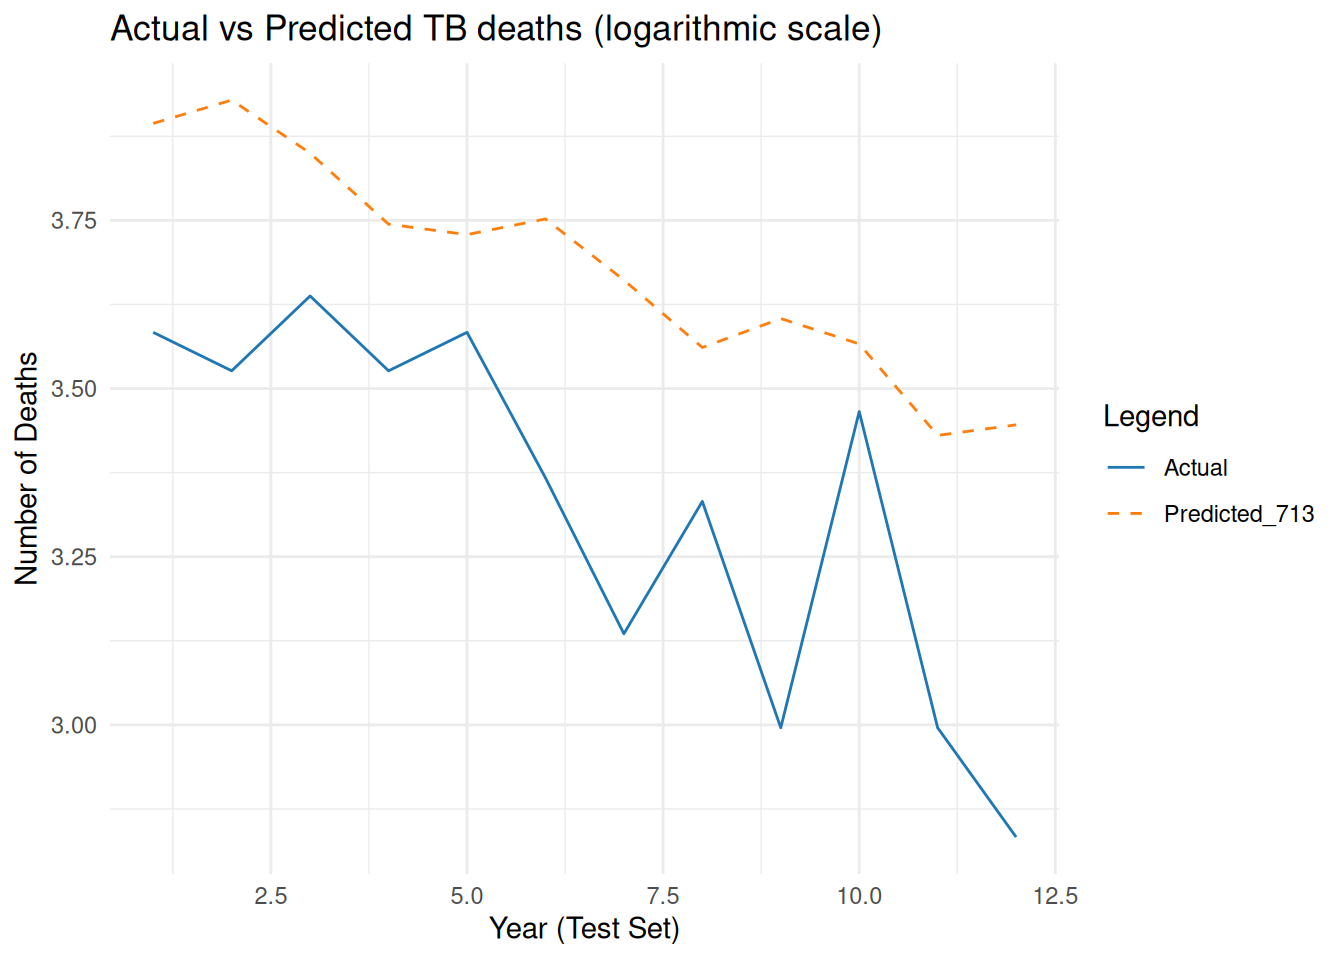 Actual vs Predicted TB deaths (logarithmic scale)
Number of Deaths
3.75
3.50
3.25
3.00
2.5
5.0
7.5
10.0
12.5
Year (Test Set)
Legend
Actual
Predicted_713